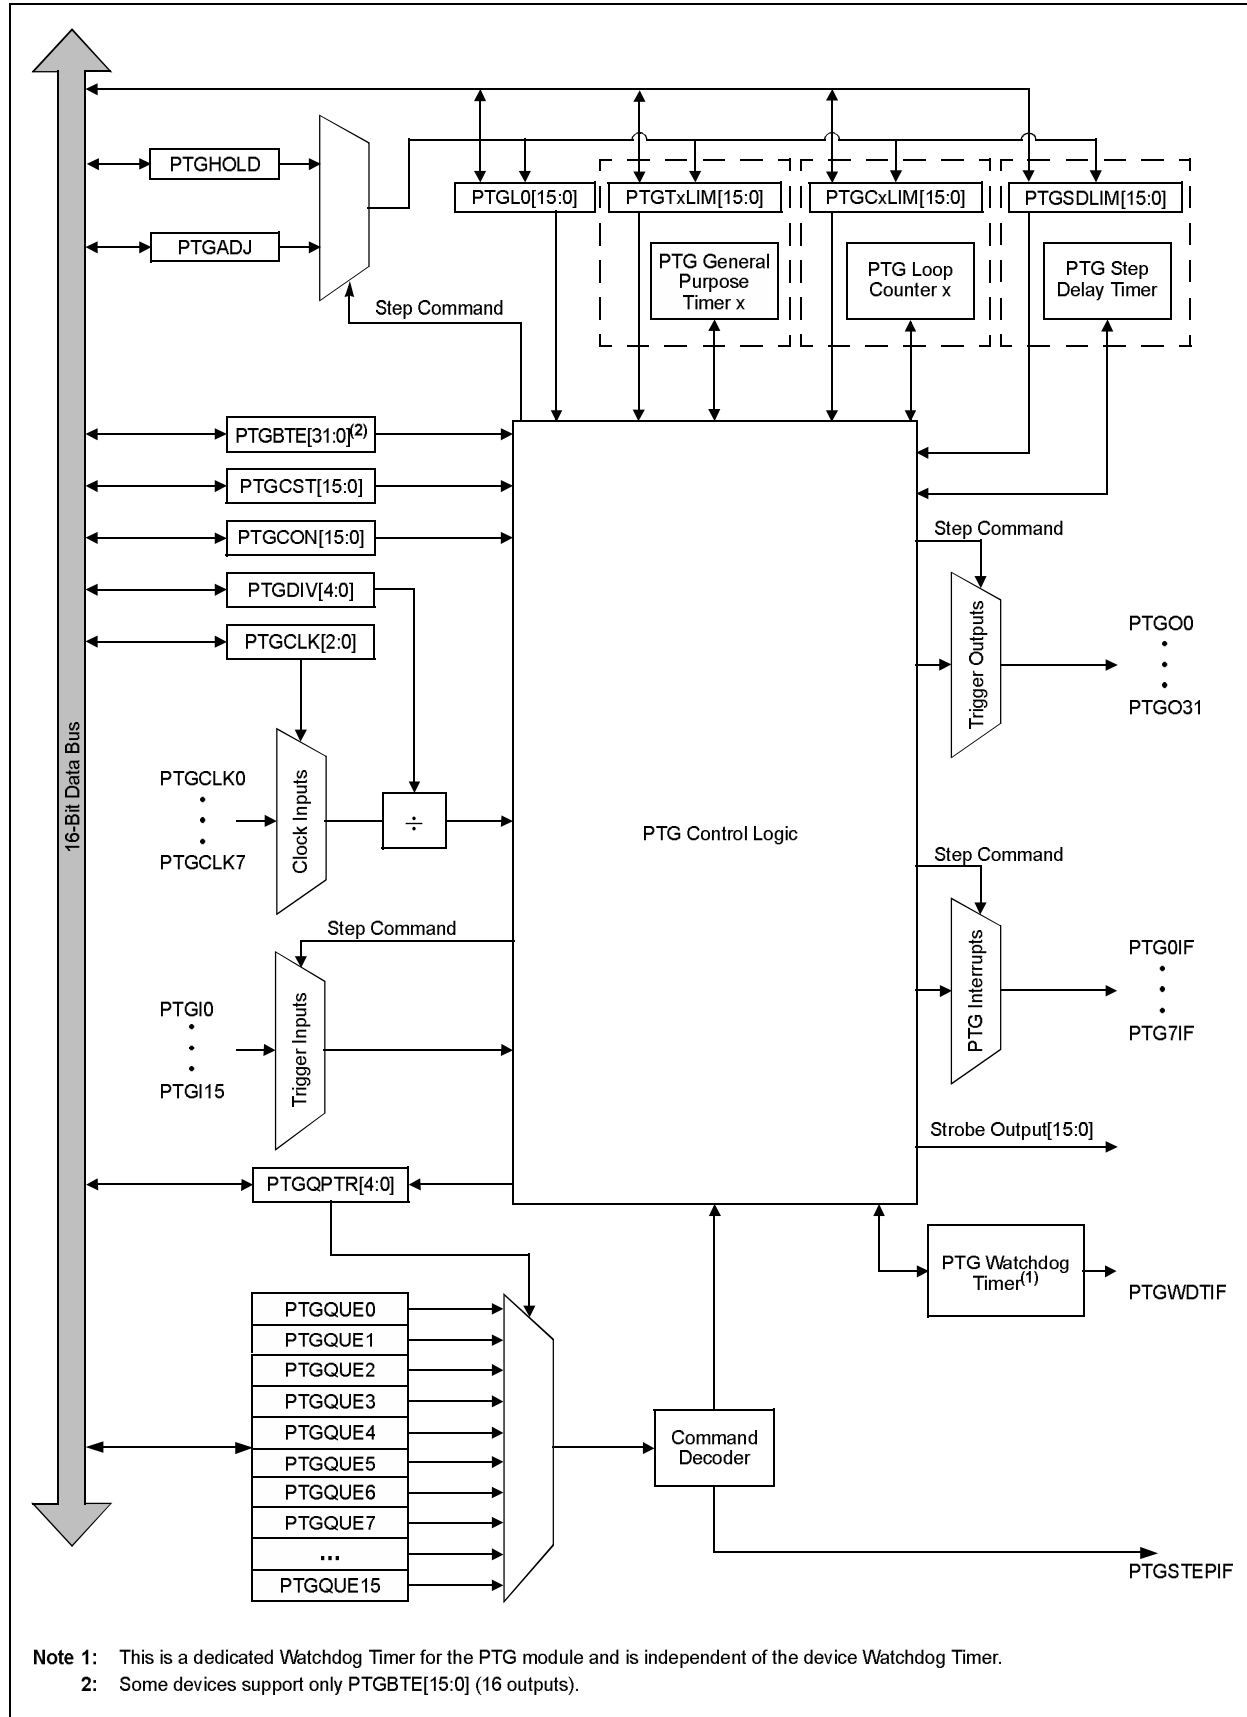 PTGHOLD
PTGADJ
PTGL0[15:0]
PTGTxLIM[15:0]
PTGCxLIM[15:0]
PTGSDLIM[15:0]
PTG General
Purpose
Timer x
PTG Loop
Counter x
PTG Step
Delay Timer
Step Command
PTGBTE[31:0](2)
PTGCST[15:0]
PTGCON[15:0]
PTGDIV[4:0]
PTGCLK[2:0]
16-Bit Data Bus
PTGCLK0
PTGCLK7
Clock Inputs
÷
PTG Control Logic
Step Command
Trigger Outputs
PTGO0
PTGO31
Step Command
PTG Interrupts
PTG0IF
PTG7IF
Step Command
Trigger Inputs
PTGI0
PTGI15
Strobe Output[15:0]
PTGQPTR[4:0]
PTG Watchdog
Timer(1)
PTGWDTIF
PTGQUE0
PTGQUE1
PTGQUE2
PTGQUE3
PTGQUE4
PTGQUE5
PTGQUE6
PTGQUE7
...
PTGQUE15
Command
Decoder
PTGSTEPIF
Note 1: This is a dedicated Watchdog Timer for the PTG module and is independent of the device Watchdog Timer.
2: Some devices support only PTGBTE[15:0] (16 outputs).